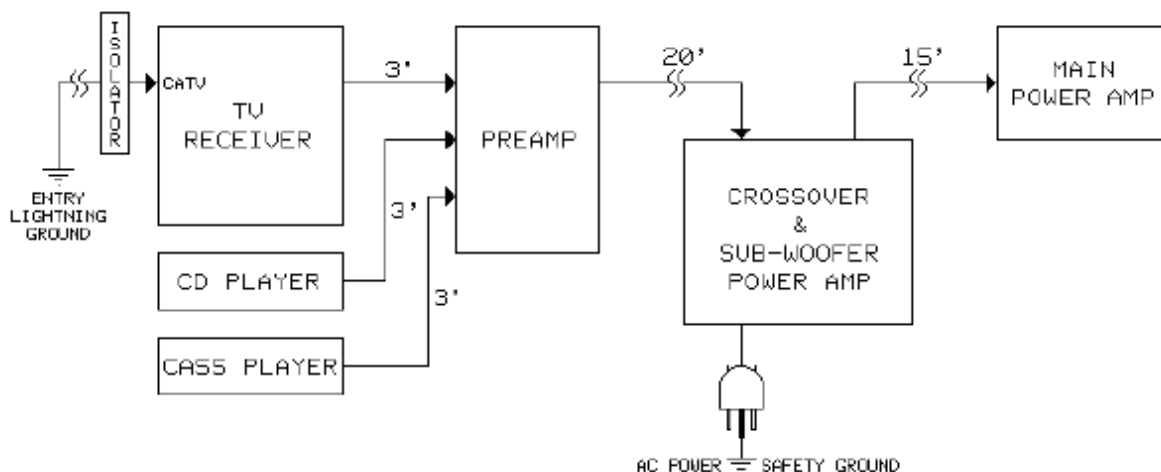 ISOLATOR
CATV
TV
RECEIVER
3'
PREAMP
20'
15'
MAIN
POWER AMP
ENTRY
LIGHTNING
GROUND
3'
CD PLAYER
3'
CASS PLAYER
CROSSOVER
&
SUB-WOOFER
POWER AMP
AC POWER SAFETY GROUND